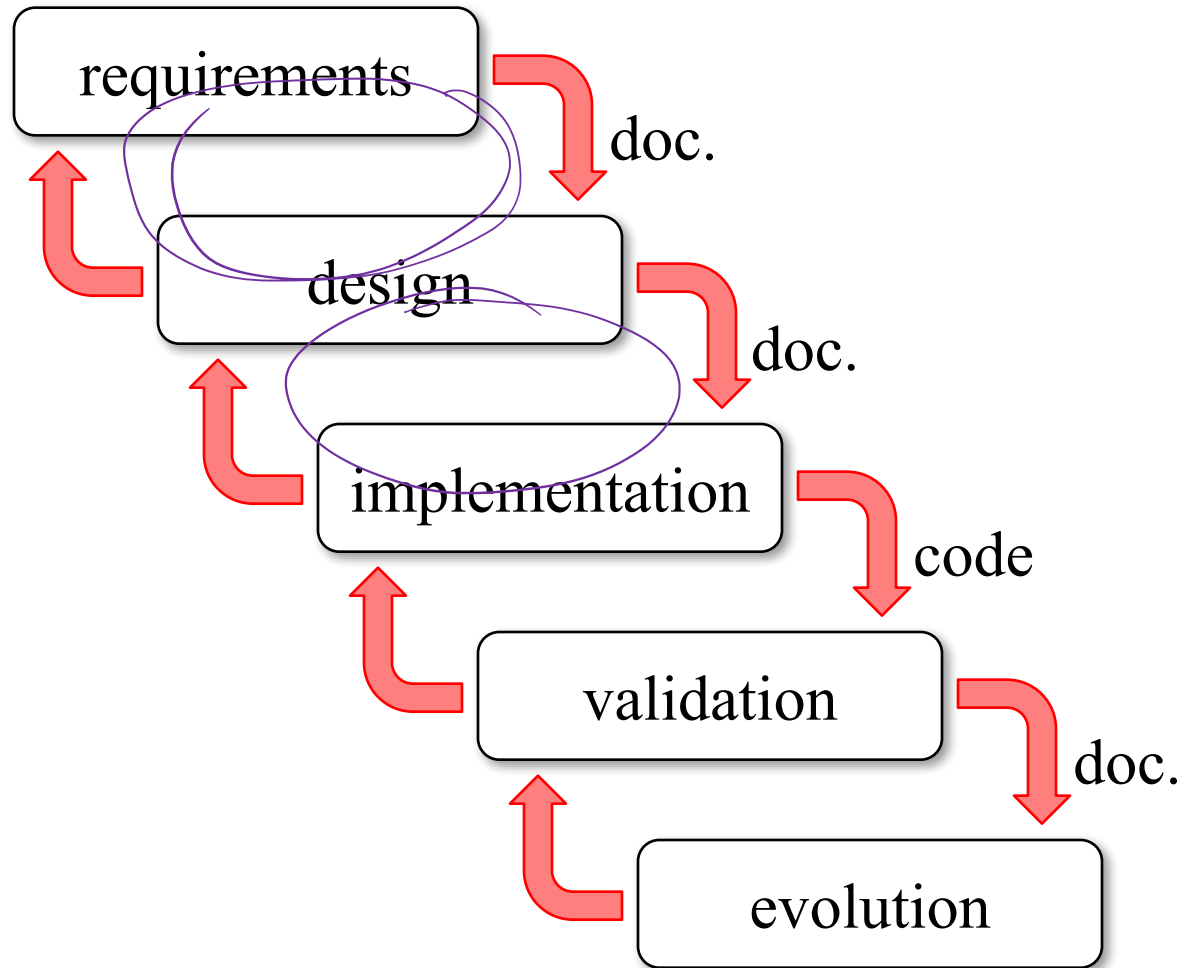 requirements
doc.
design
doc.
implementation
code
validation
doc.
evolution